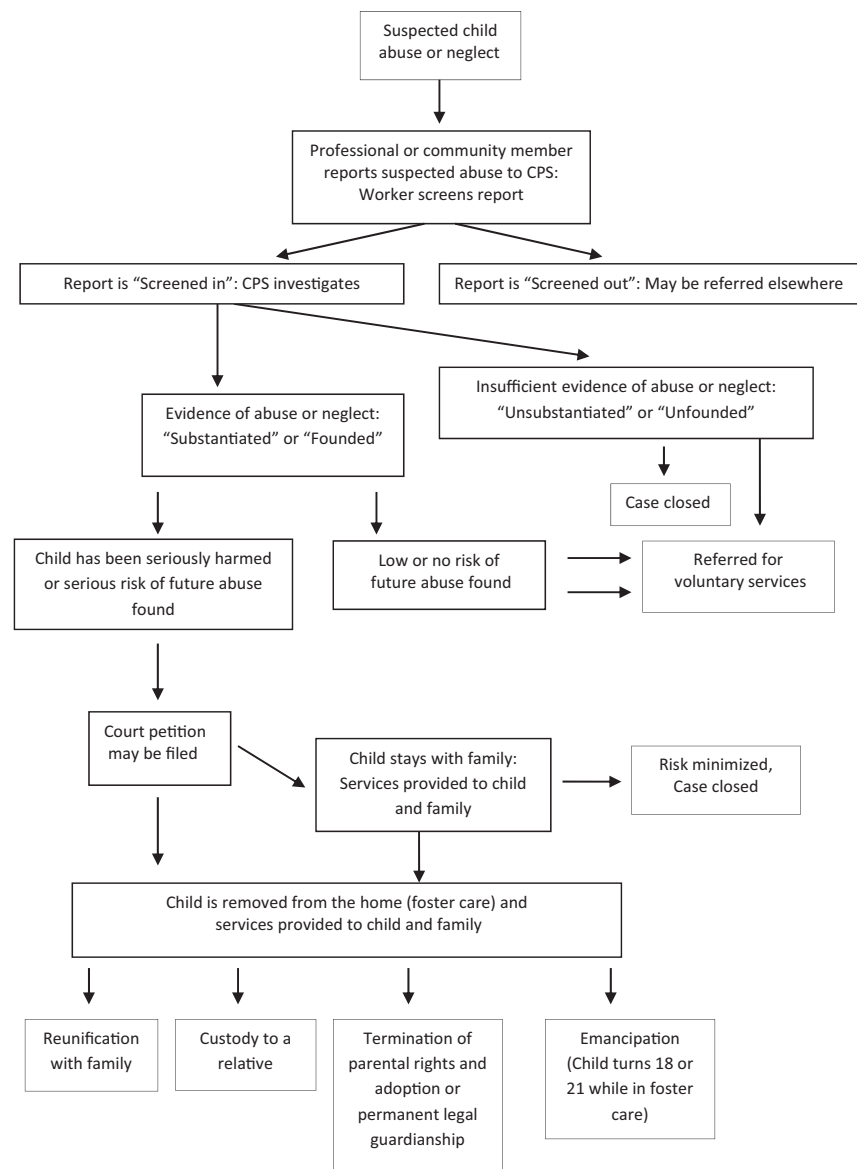 Suspected child
abuse or neglect
Professional or community member
reports suspected abuse to CPS:
Worker screens report
Report is “Screened in”: CPS investigates
Report is “Screened out”: May be referred elsewhere
Insufficient evidence of abuse or neglect:
“Unsubstantiated” or “Unfounded”
Evidence of abuse or neglect:
“Substantiated” or “Founded”
Case closed
Child has been seriously harmed
or serious risk of future abuse
found
Low or no risk of
future abuse found
Referred for
voluntary services
Court petition
may be filed
Child stays with family:
Services provided to child
and family
Risk minimized,
Case closed
Child is removed from the home (foster care) and
services provided to child and family
Reunification
with family
Custody to a
relative
Termination of
parental rights and
adoption or
permanent legal
guardianship
Emancipation
(Child turns 18 or
21 while in foster
care)